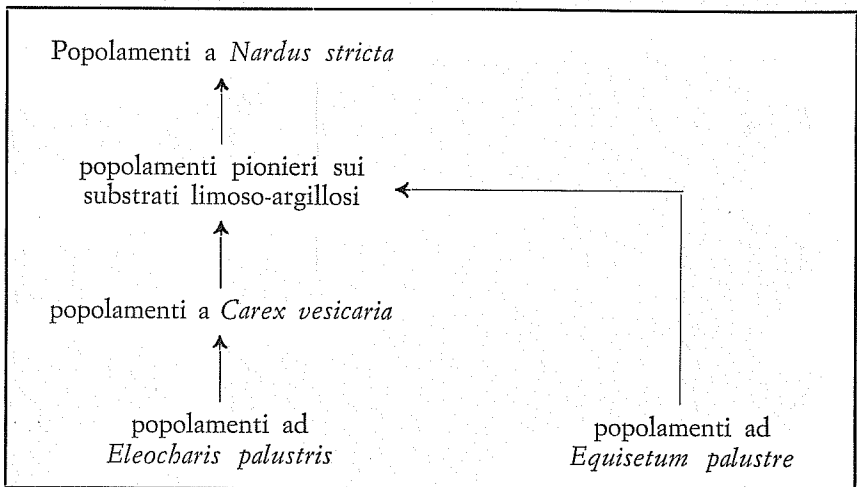 Popolamenti a Nardus stricta
popolamenti pionieri sui
substrati limoso-argillosi
popolamenti a Carex vesicaria
popolamenti ad
Eleocharis palustris
popolamenti ad
Equisetum palustre